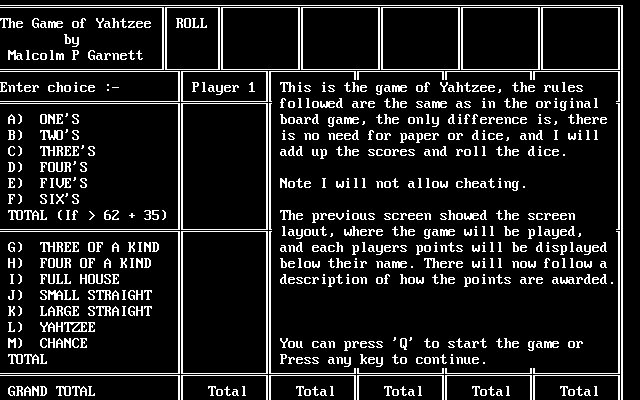 The Game of Yahtzee
by
Malcolm P Garnett
ROLL
Enter choice :-
Player 1
A) ONE'S
B) TWO'S
C) THREE'S
D) FOUR'S
E) FIVE'S
F) SIX'S
TOTAL (If > 62 + 35)
G) THREE OF A KIND
H) FOUR OF A KIND
I) FULL HOUSE
J) SMALL STRAIGHT
K) LARGE STRAIGHT
L) YAHTZEE
M) CHANCE
TOTAL
This is the game of Yahtzee, the rules
followed are the same as in the original
board game, the only difference is, there
is no need for paper or dice, and I will
add up the scores and roll the dice.
Note I will not allow cheating.
The previous screen showed the screen
layout, where the game will be played,
and each players points will be displayed
below their name. There will now follow a
description of how the points are awarded.
You can press 'Q' to start the game or
Press any key to continue.
GRAND TOTAL
Total
Total
Total
Total
Total